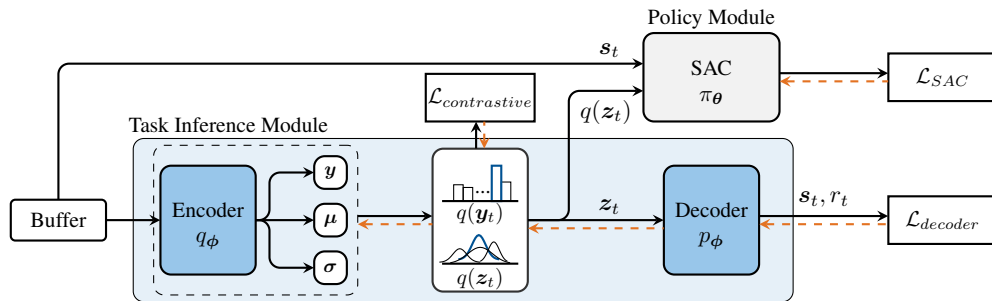 Policy Module
s_t
SAC
π_θ
L_SAC
L_contrastive
q(z_t)
Task Inference Module
y
...
Encoder
q_ϕ
Buffer
μ
q(y_t)
z_t
Decoder
p_ϕ
s_t, r_t
L_decoder
σ
q(z_t)